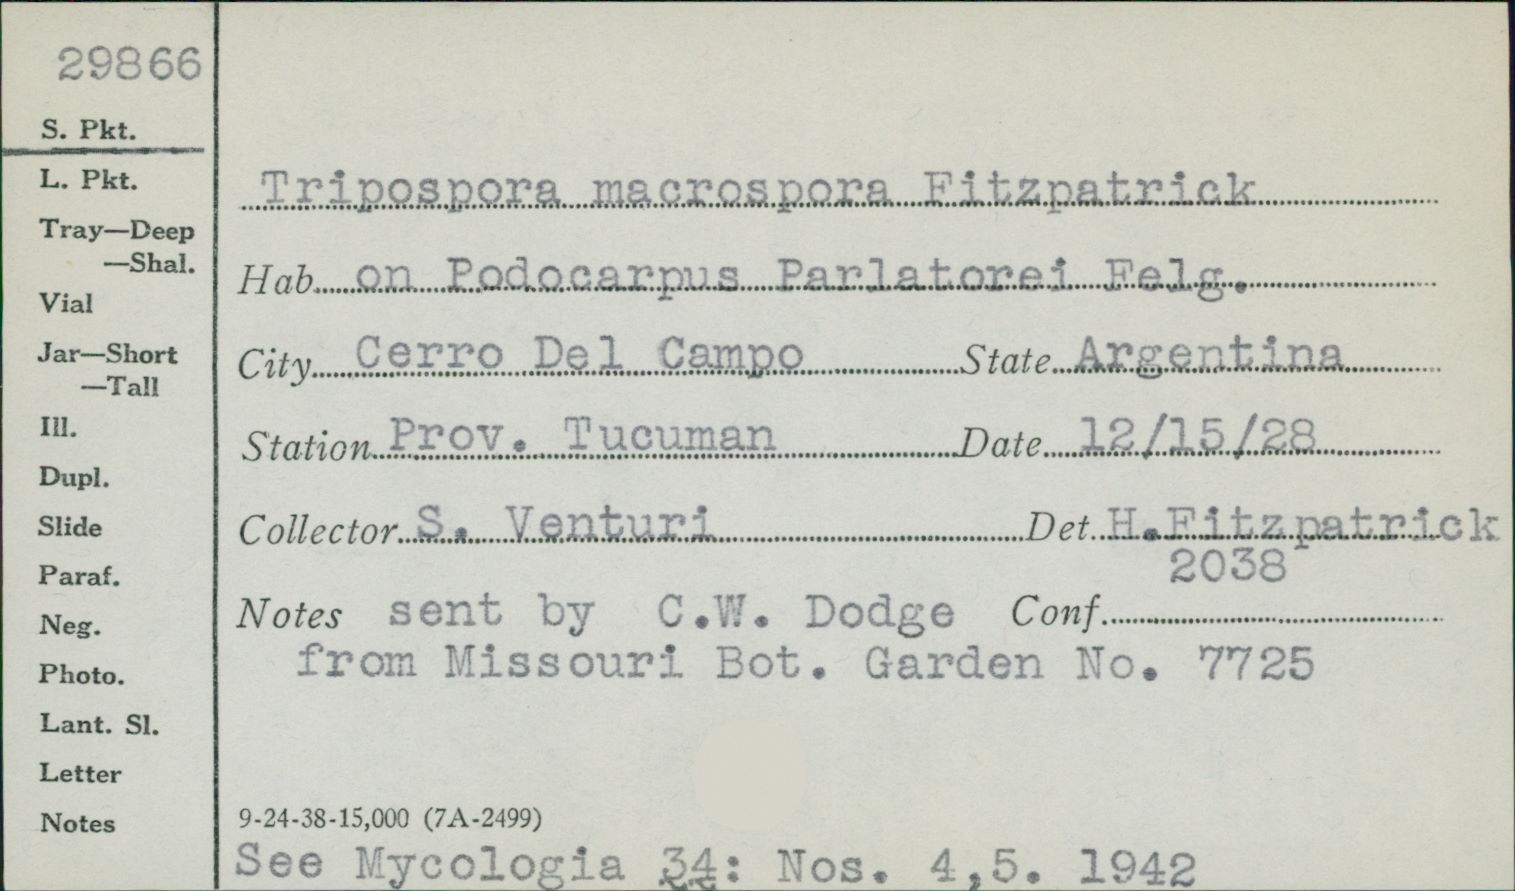 29866
S. Pkt.
L. Pkt.
Tray—Deep
—Shal.
Vial
Jar—Short
—Tall
Ill.
Dupl.
Slide
Paraf.
Neg.
Photo.
Lant. Sl.
Letter
Notes
Tripospora macrospora Fitzpatrick
Hab. on Podocarpus Parlatorei Felg.
City Cerro Del Campo State Argentina
Station Prov. Tucuman Date 12/15/28
Collector S. Venturi Det. H.Fitzpatrick
2038
Notes sent by C.W. Dodge Conf.
from Missouri Bot. Garden No. 7725
9-24-38-15,000 (7A-2499)
See Mycologia 34: Nos. 4,5. 1942